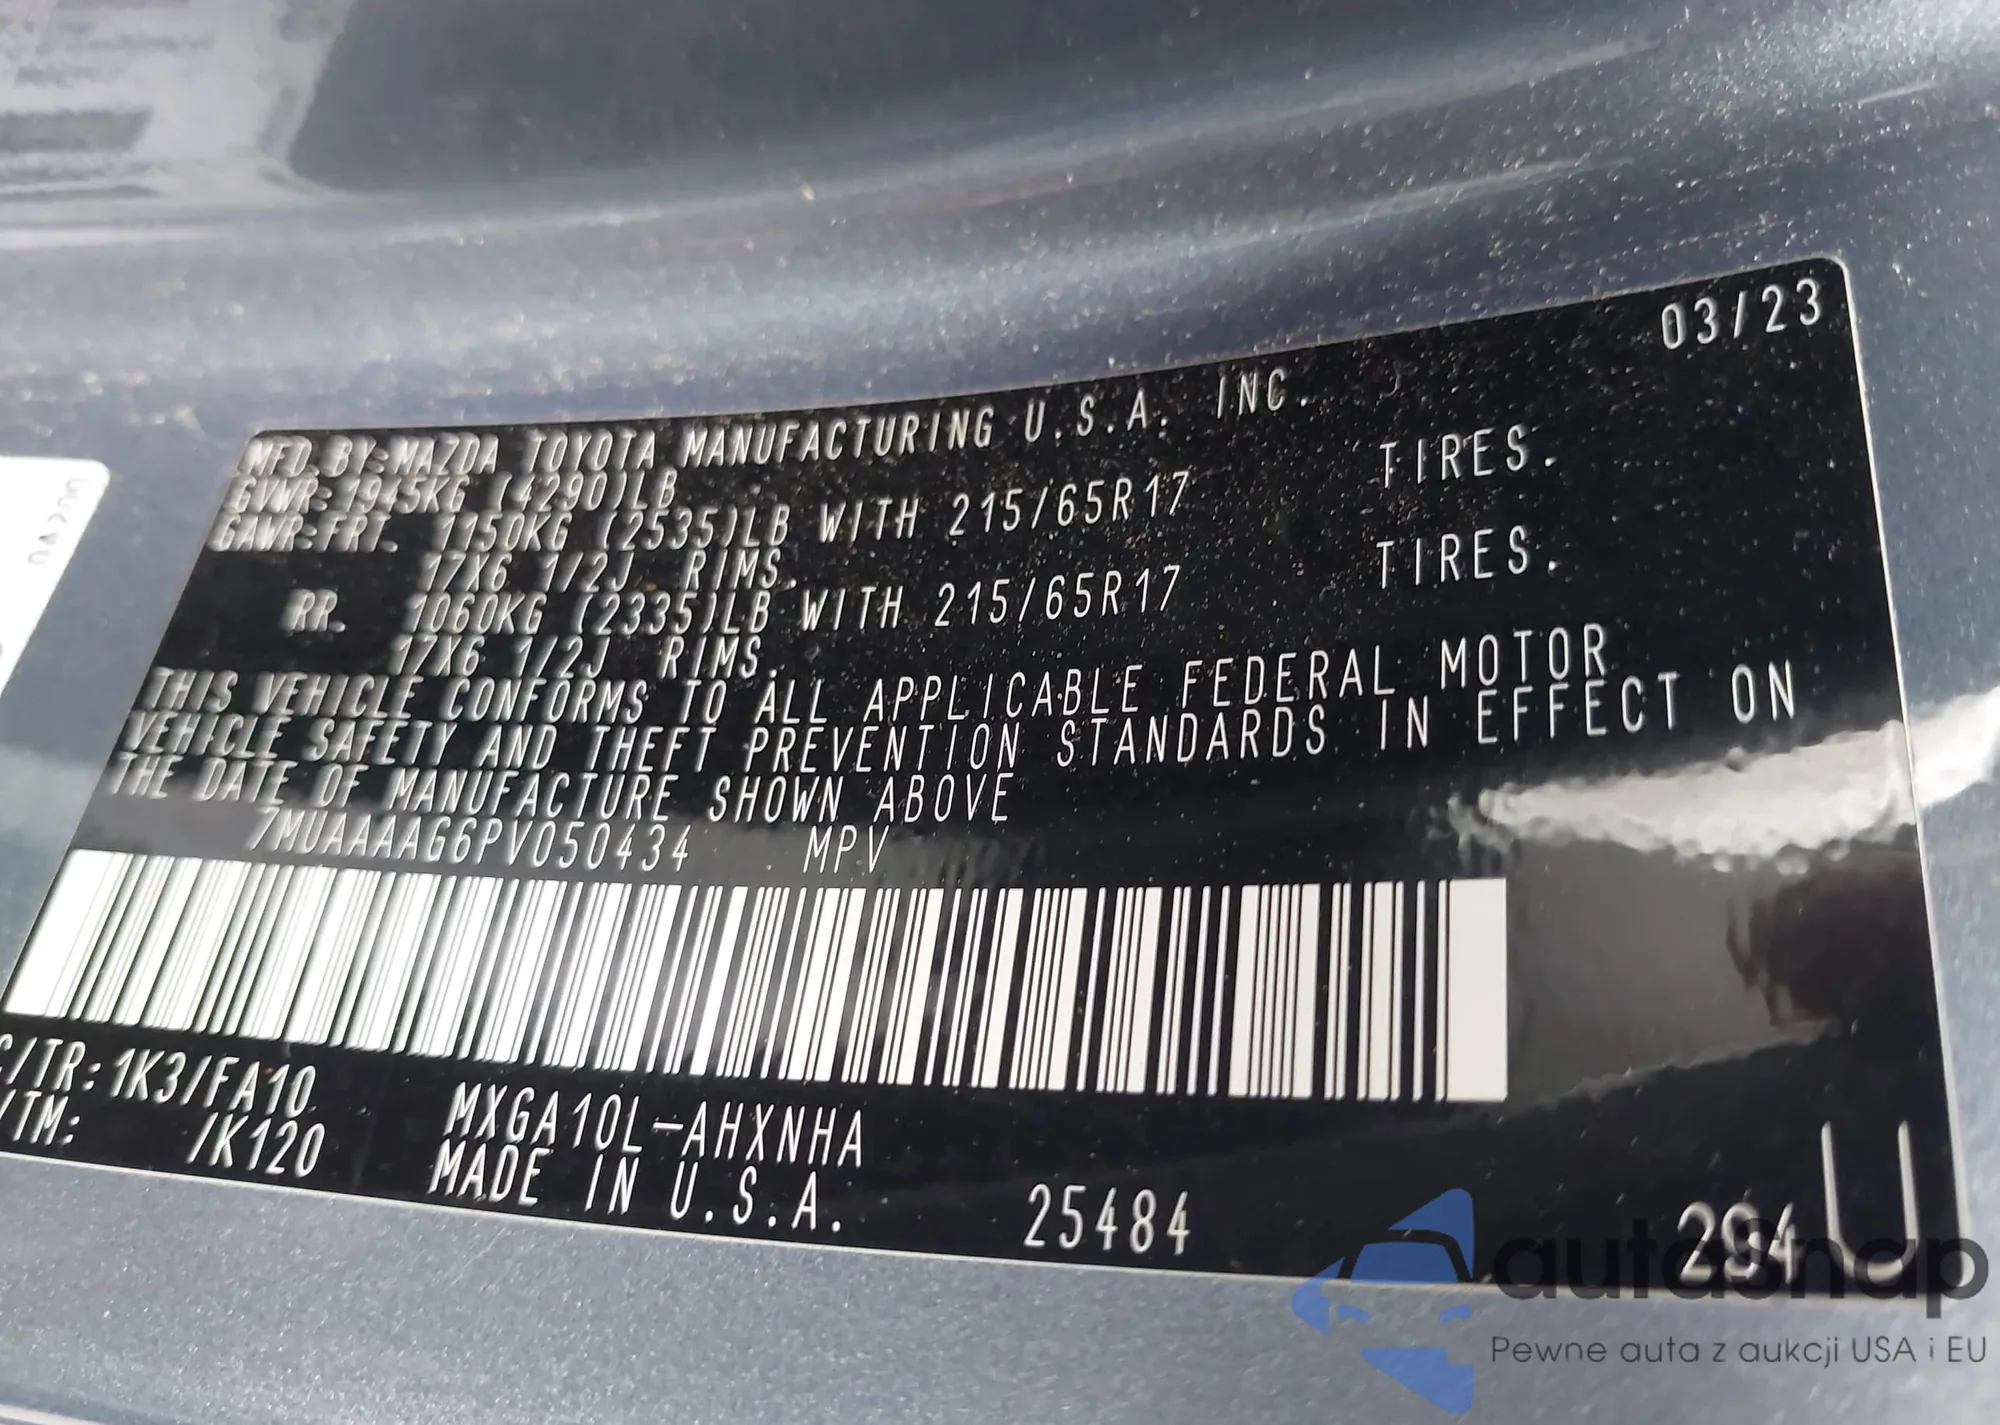 03/23
MFD.BY:MAZDA TOYOTA MANUFACTURING U.S.A. INC.
GVWR:1945KG (4290)LB
GAWR:FRT. 1150KG (2535)LB WITH 215/65R17 TIRES.
17X6 1/2J RIMS.
RR. 1060KG (2335)LB WITH 215/65R17 TIRES.
17X6 1/2J RIMS.
THIS VEHICLE CONFORMS TO ALL APPLICABLE FEDERAL MOTOR
VEHICLE SAFETY AND THEFT PREVENTION STANDARDS IN EFFECT ON
THE DATE OF MANUFACTURE SHOWN ABOVE
7MUAAAAG6PV050434 MPV
C/TR:1K3/FA10 MXGA10L-AHXNHA
/TM: /K120 MADE IN U.S.A. 25484
294 U
autosnap
Pewne auta z aukcji USA i EU